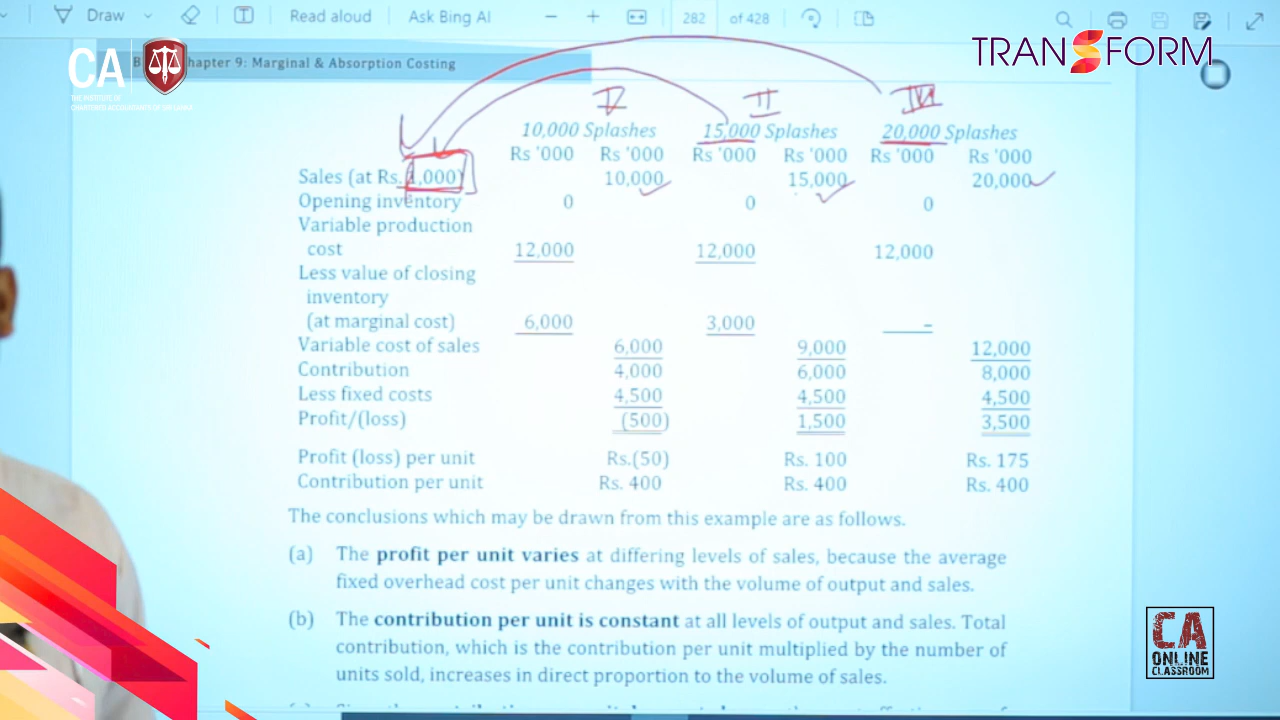 Draw
Read aloud
Ask Bing AI
282 of 428
CA
THE INSTITUTE OF
CHARTERED ACCOUNTANTS OF SRI LANKA
hapter 9: Marginal & Absorption Costing
TRANSFORM
II
10,000 Splashes 15,000 Splashes 20,000 Splashes
Rs '000 Rs '000 Rs '000 Rs '000 Rs '000 Rs '000
Sales (at Rs. 1,000) 10,000 15,000 20,000
Opening inventory 0 0 0
Variable production
cost 12,000 12,000 12,000
Less value of closing
inventory
(at marginal cost) 6,000 3,000 –
Variable cost of sales 6,000 9,000 12,000
Contribution 4,000 6,000 8,000
Less fixed costs 4,500 4,500 4,500
Profit/(loss) (500) 1,500 3,500
Profit (loss) per unit Rs.(50) Rs. 100 Rs. 175
Contribution per unit Rs. 400 Rs. 400 Rs. 400
The conclusions which may be drawn from this example are as follows.
(a) The profit per unit varies at differing levels of sales, because the average
fixed overhead cost per unit changes with the volume of output and sales.
(b) The contribution per unit is constant at all levels of output and sales. Total
contribution, which is the contribution per unit multiplied by the number of
units sold, increases in direct proportion to the volume of sales.
CA
ONLINE
CLASSROOM